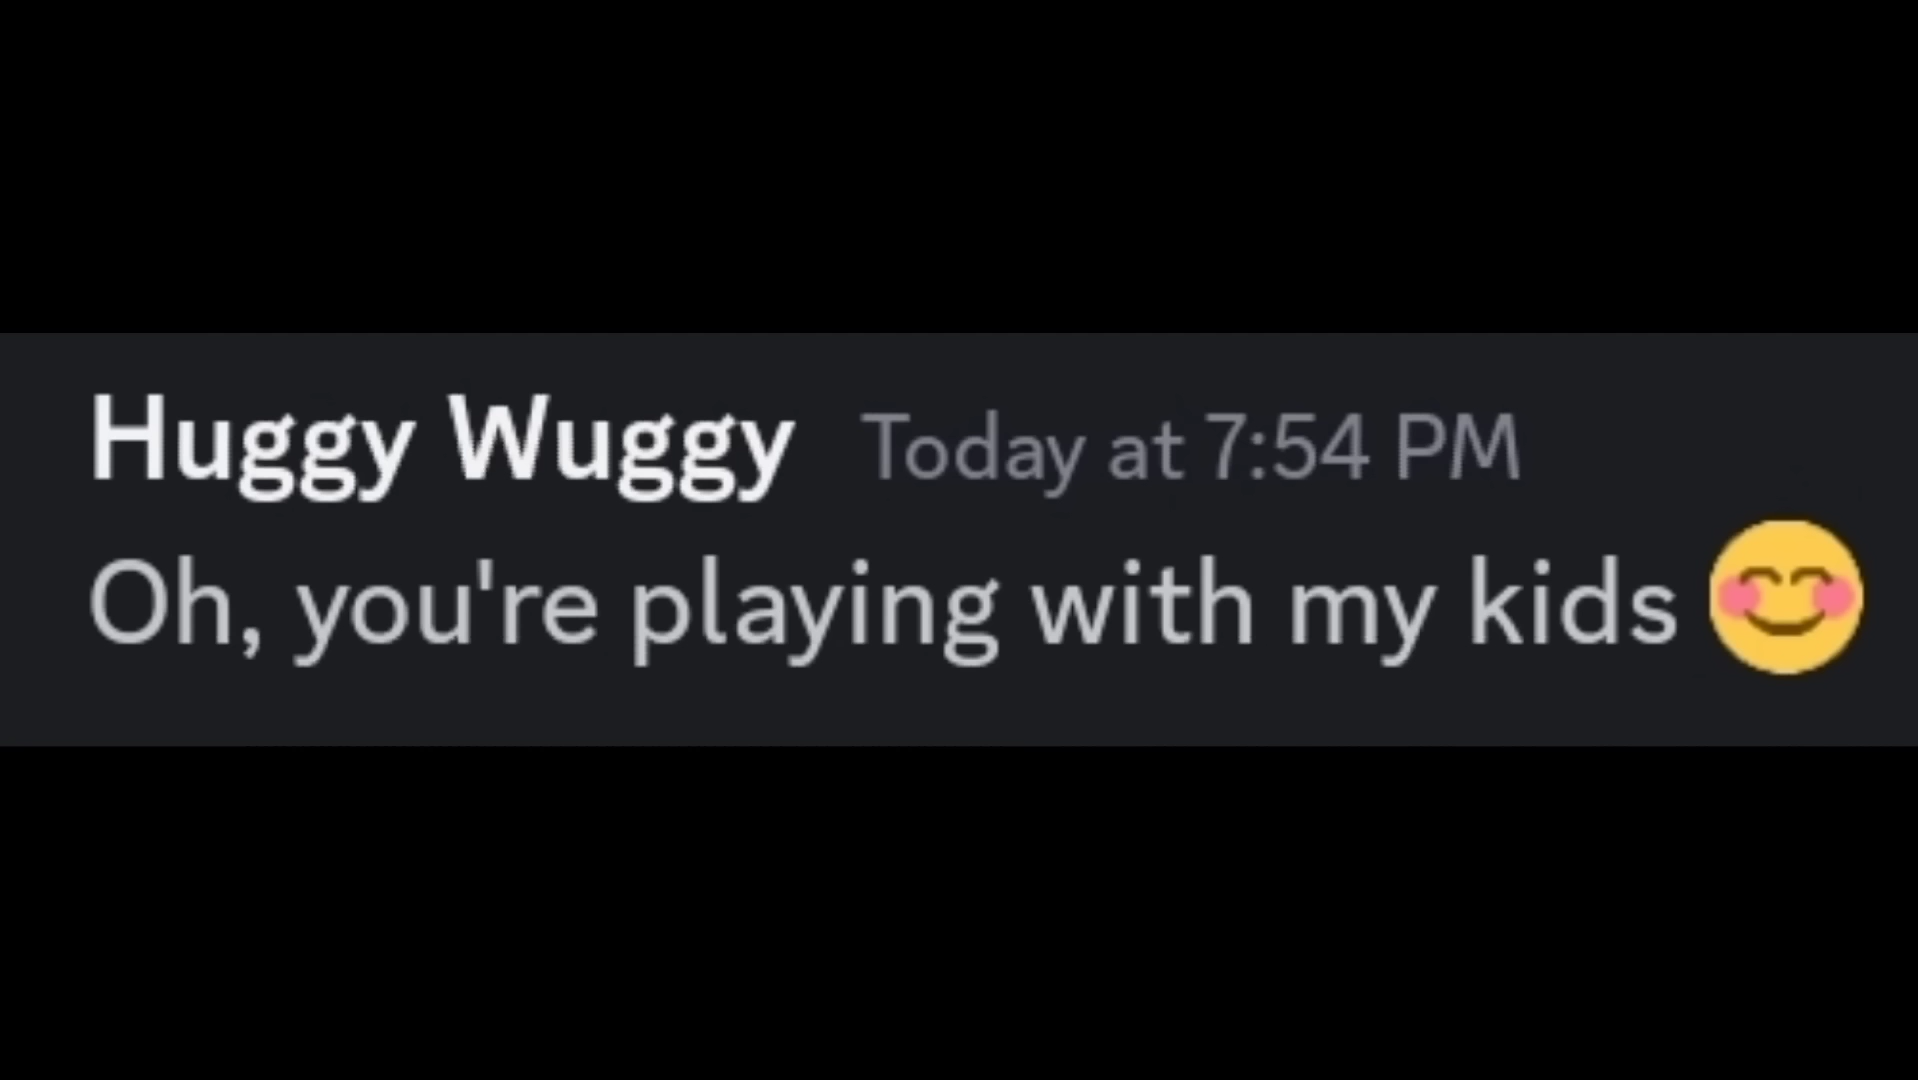 Huggy Wuggy Today at 7:54 PM
Oh, you're playing with my kids 😊